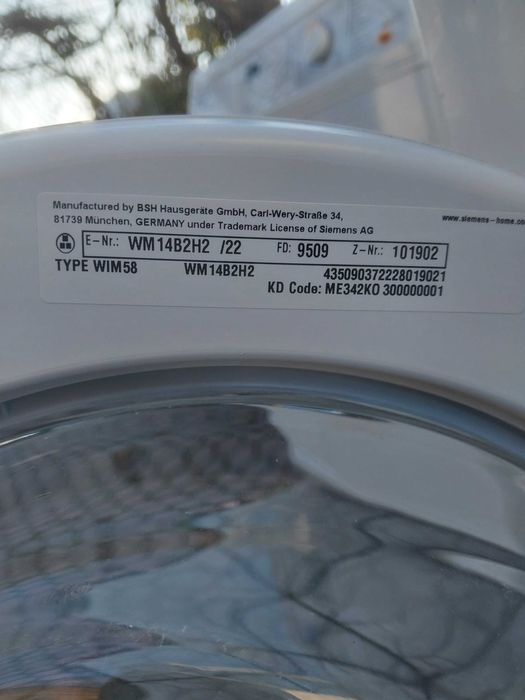 Manufactured by BSH Hausgeräte GmbH, Carl-Wery-Straße 34,
81739 München, GERMANY under Trademark License of Siemens AG
www.siemens-home.co
E-Nr.: WM14B2H2 /22 FD: 9509 Z-Nr.: 101902
TYPE WIM58 WM14B2H2 435090372228019021
KD Code: ME342KO 300000001